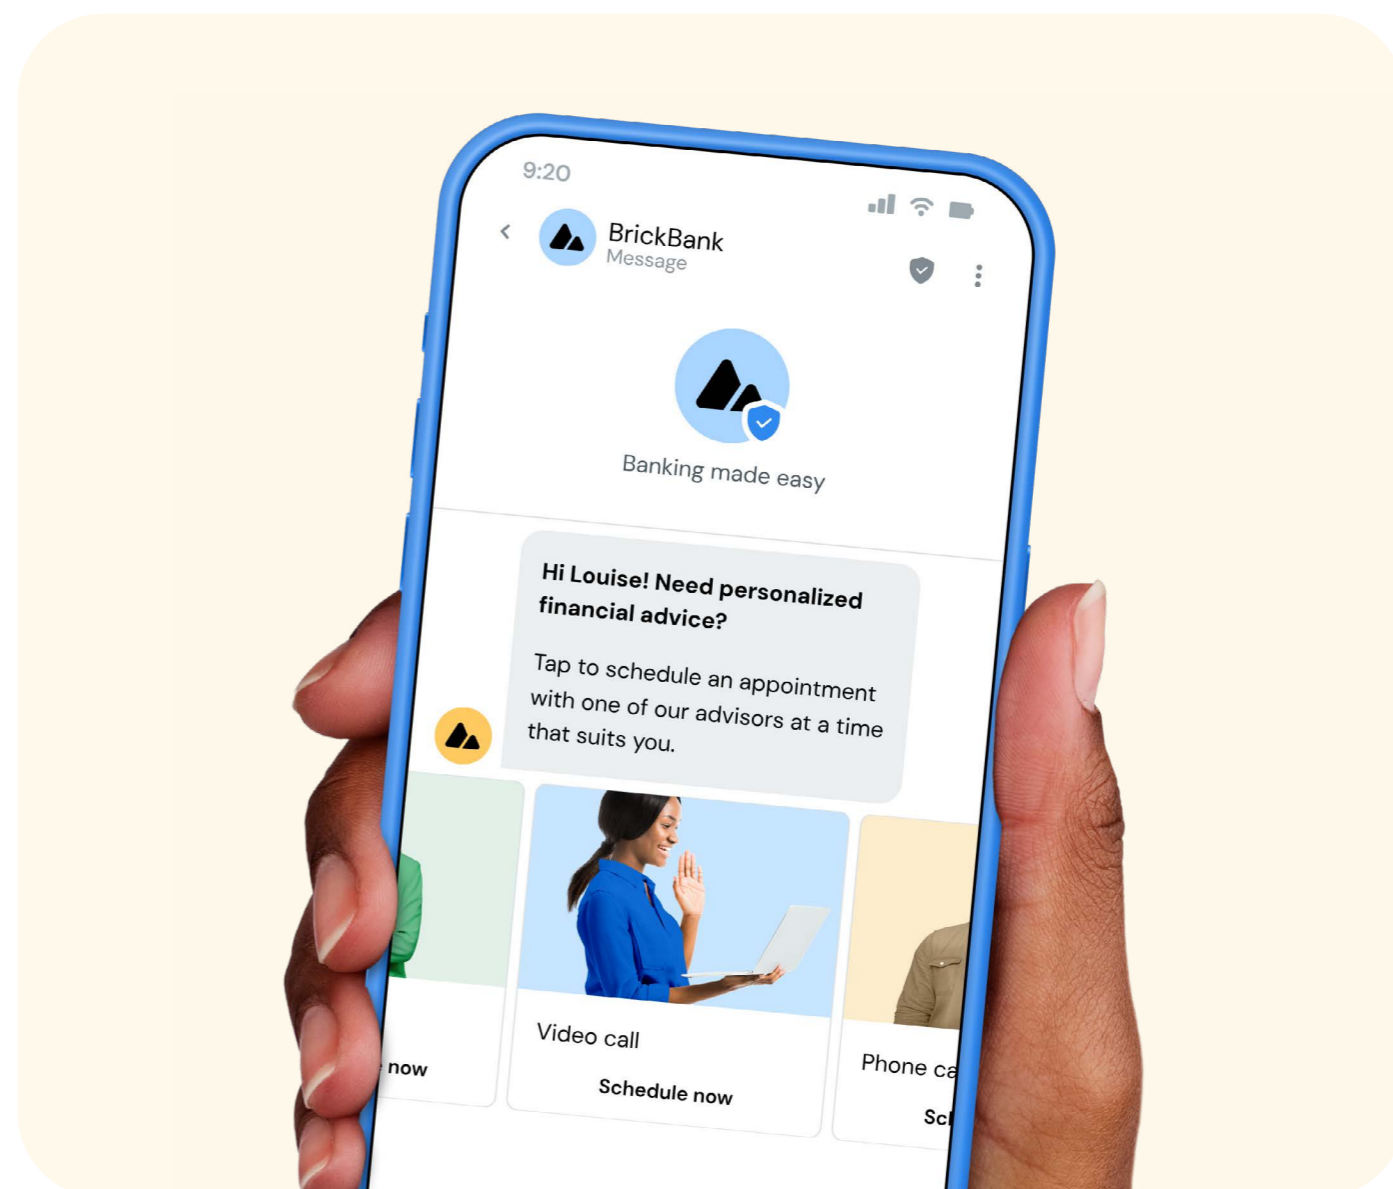 9:20
BrickBank
Message
Banking made easy
Hi Louise! Need personalized
financial advice?
Tap to schedule an appointment
with one of our advisors at a time
that suits you.
now
Video call
Schedule now
Phone